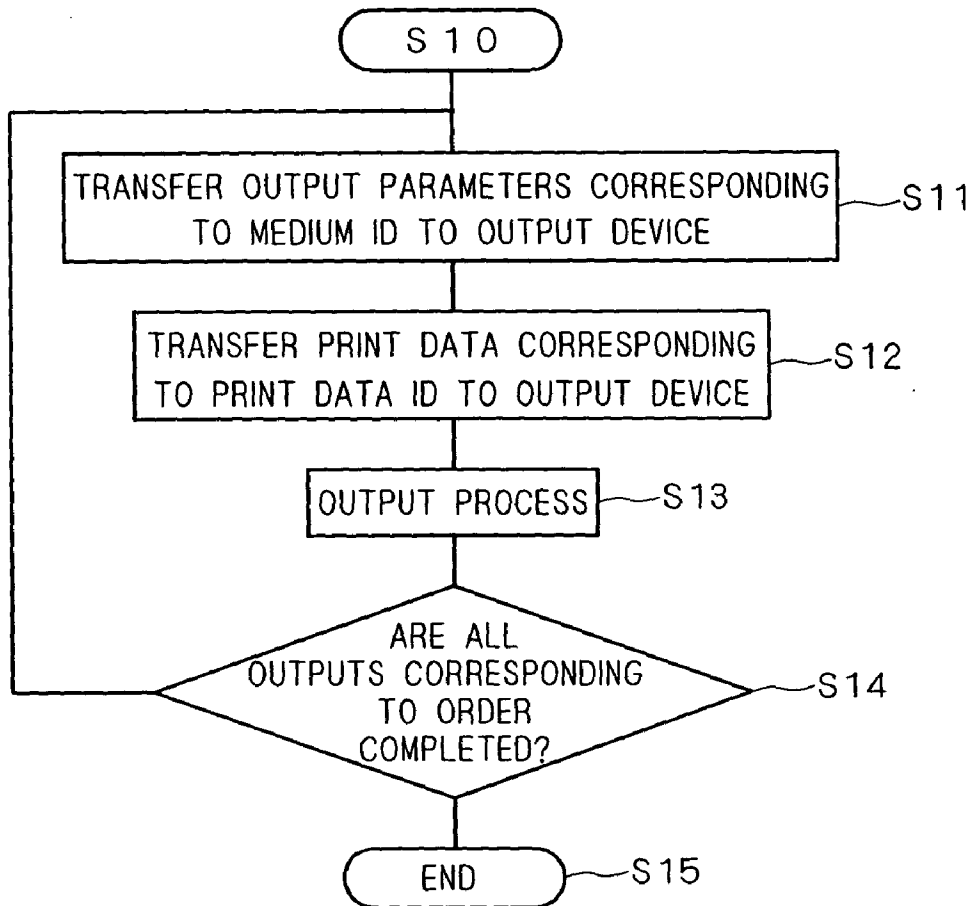 S10
TRANSFER OUTPUT PARAMETERS CORRESPONDING
TO MEDIUM ID TO OUTPUT DEVICE
S11
TRANSFER PRINT DATA CORRESPONDING
TO PRINT DATA ID TO OUTPUT DEVICE
S12
OUTPUT PROCESS
S13
ARE ALL
OUTPUTS CORRESPONDING
TO ORDER
COMPLETED?
S14
END
S15